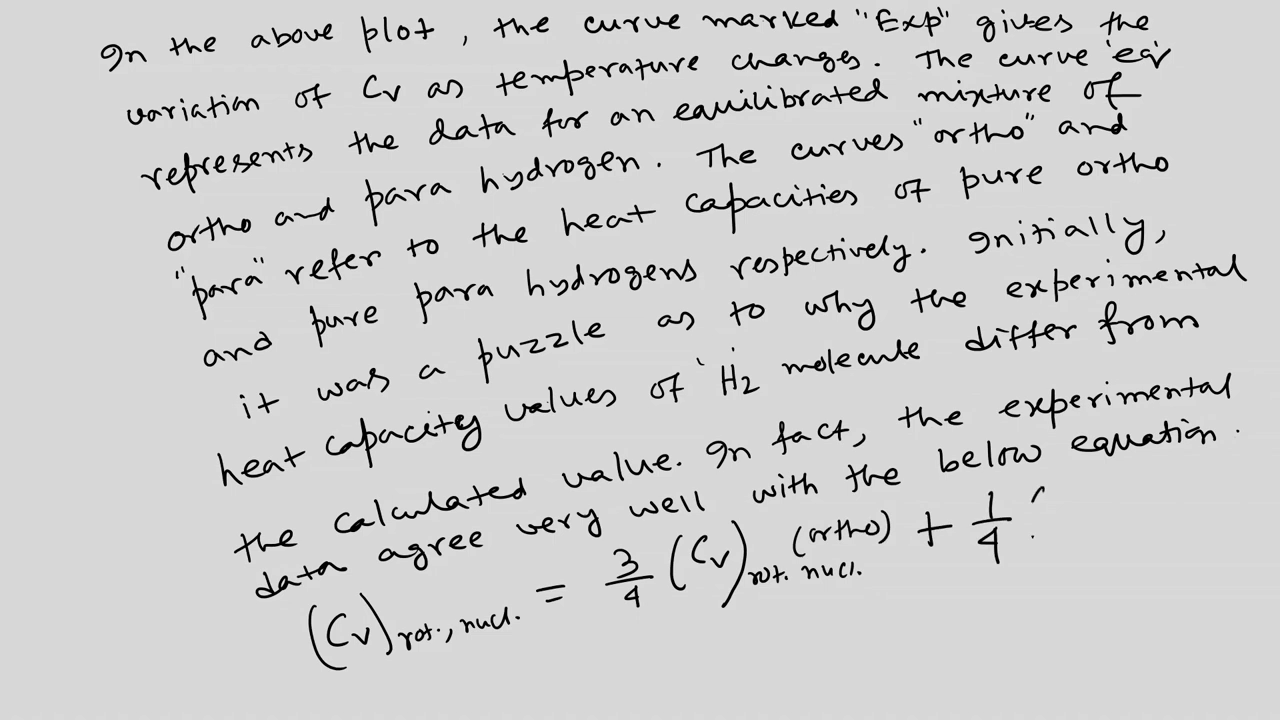 In the above plot, the curve marked "Exp" gives the
variation of Cv as temperature changes. The curve 'eq'
represents the data for an equilibrated mixture of
ortho and para hydrogen. The curves "ortho" and
"para" refer to the heat capacities of pure ortho
and pure para hydrogens respectively. Initially,
it was a puzzle as to why the experimental
heat capacity values of H2 molecule differ from
the calculated value. In fact, the experimental
data agree very well with the below equation.
(Cv)rot., nucl. = 3/4 (Cv)rot. nucl. (ortho) + 1/4